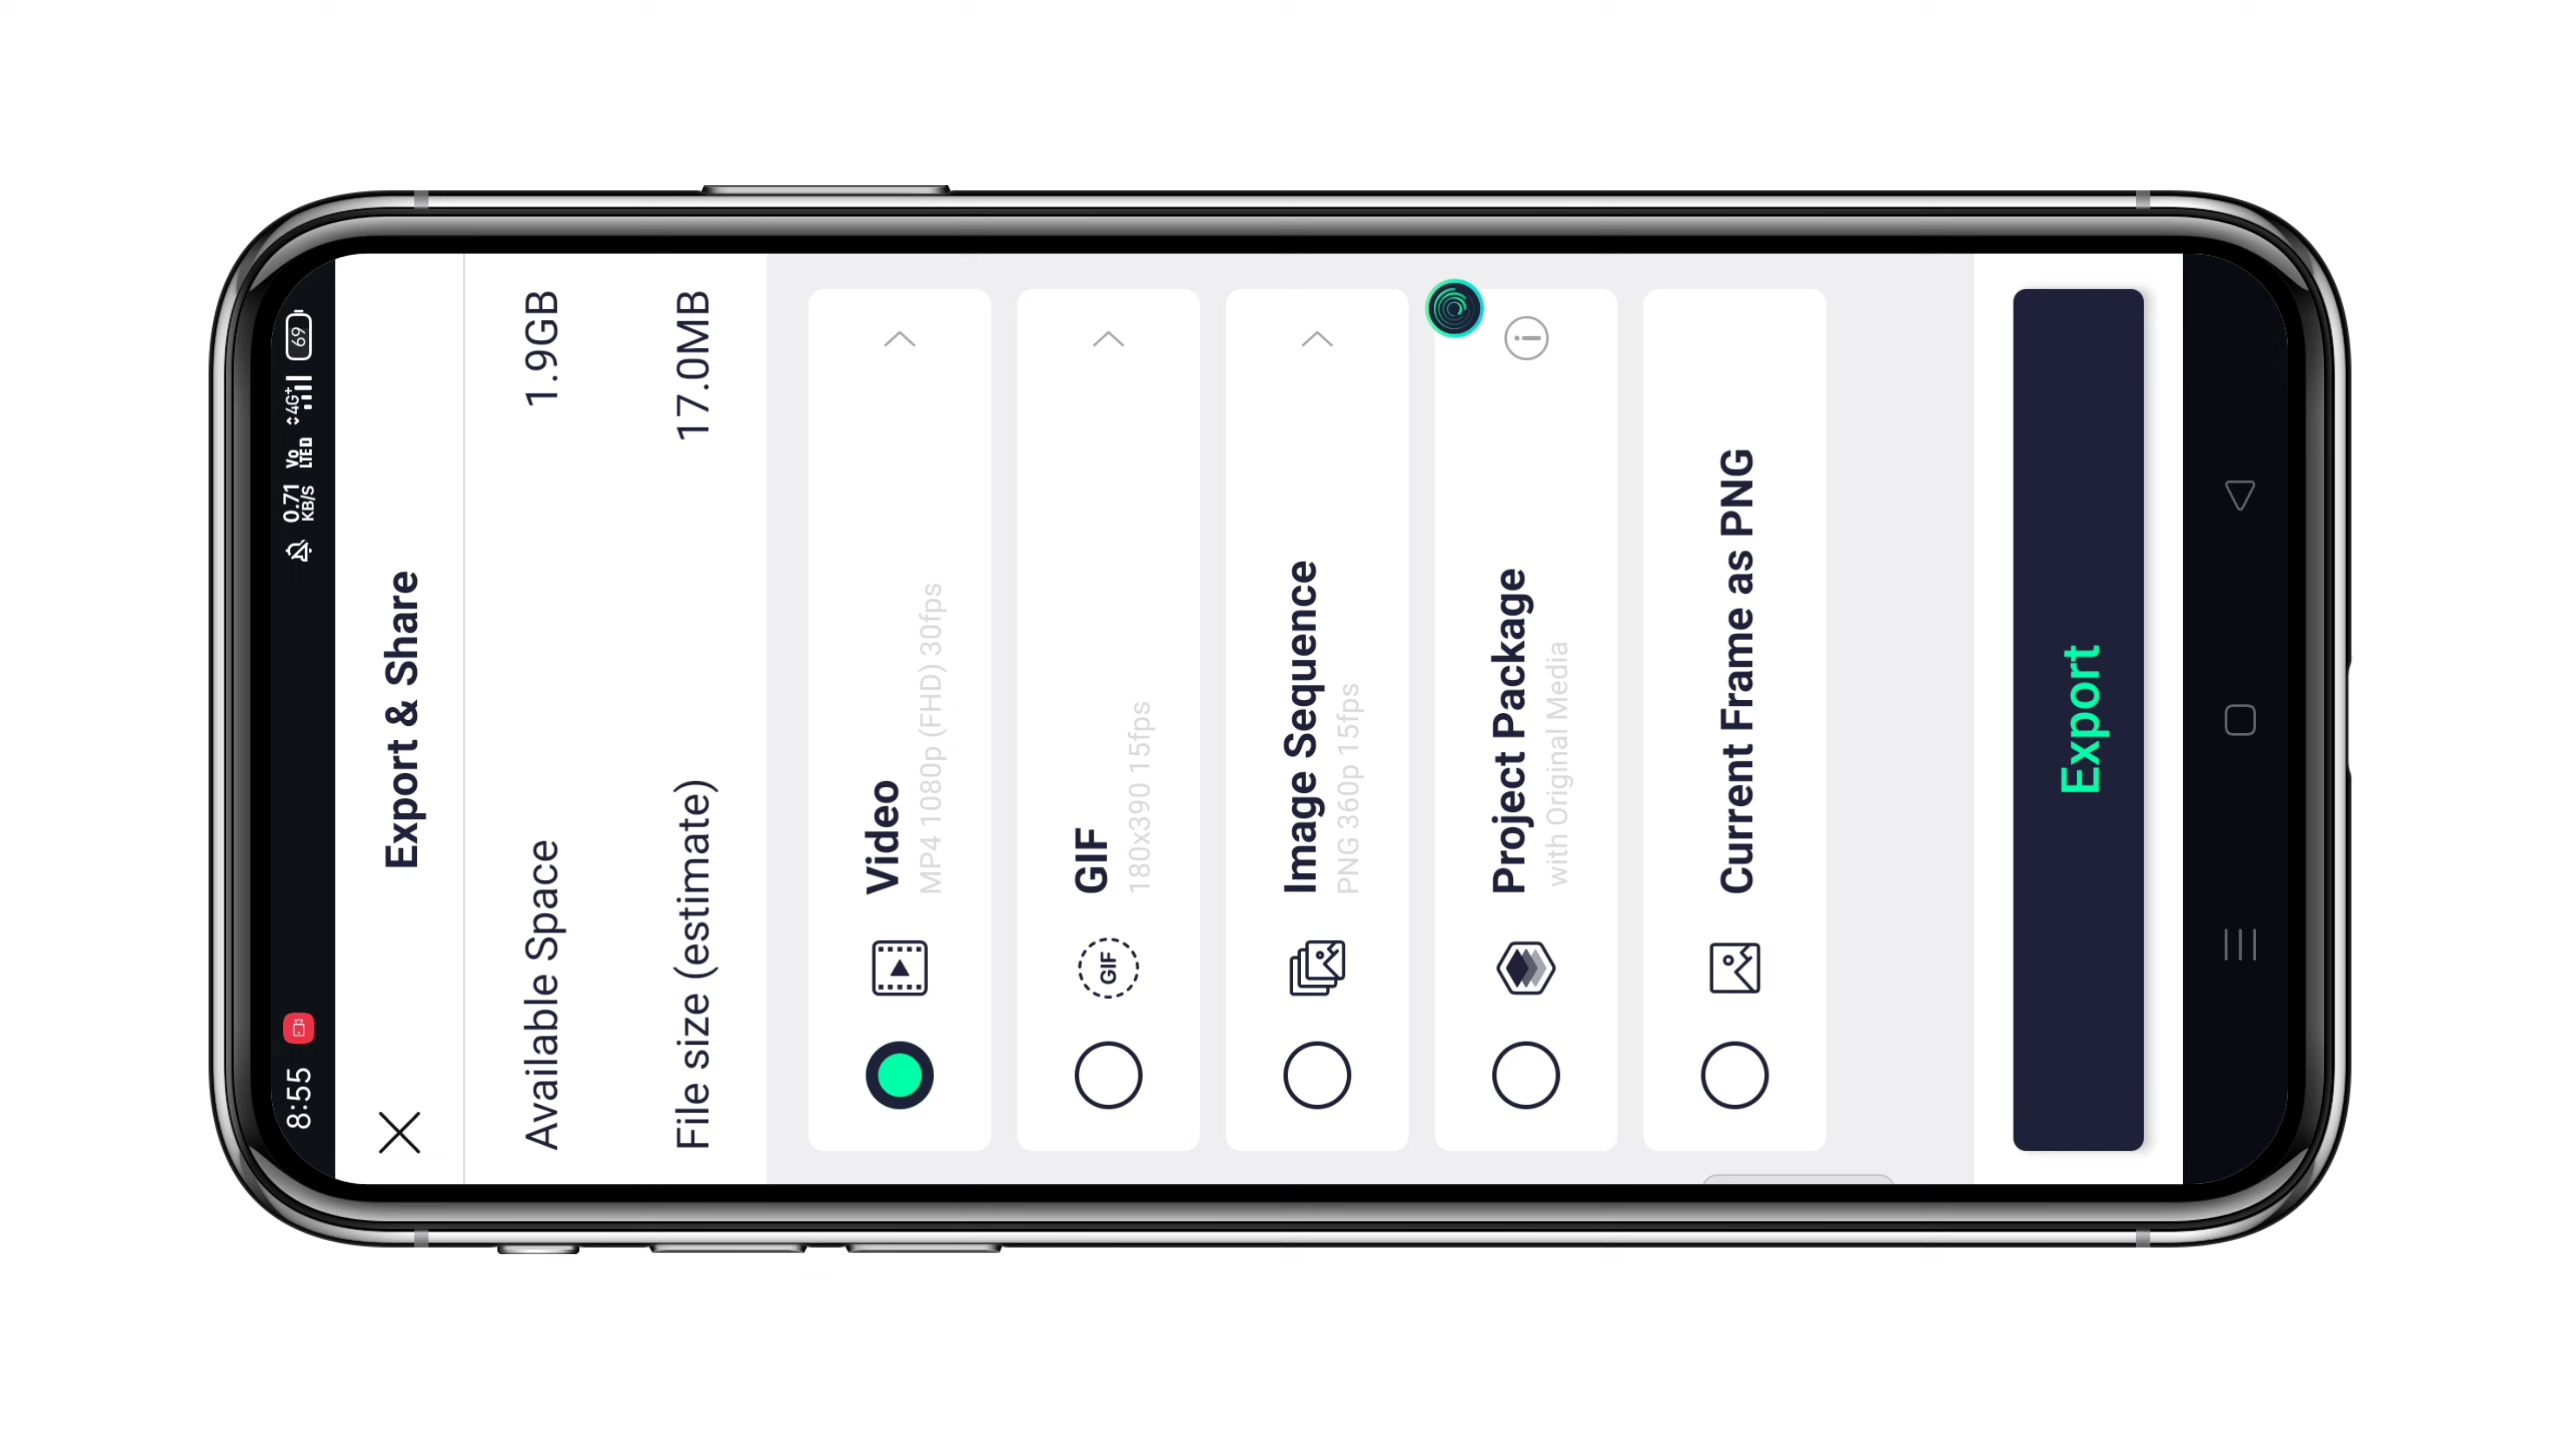 8:55
0.71
KB/S
Vo
LTED
4G+
69
Export & Share
Available Space 1.9GB
File size (estimate) 17.0MB
Video
MP4 1080p (FHD) 30fps
GIF
GIF
180x390 15fps
Image Sequence
PNG 360p 15fps
Project Package
with Original Media
Current Frame as PNG
Export